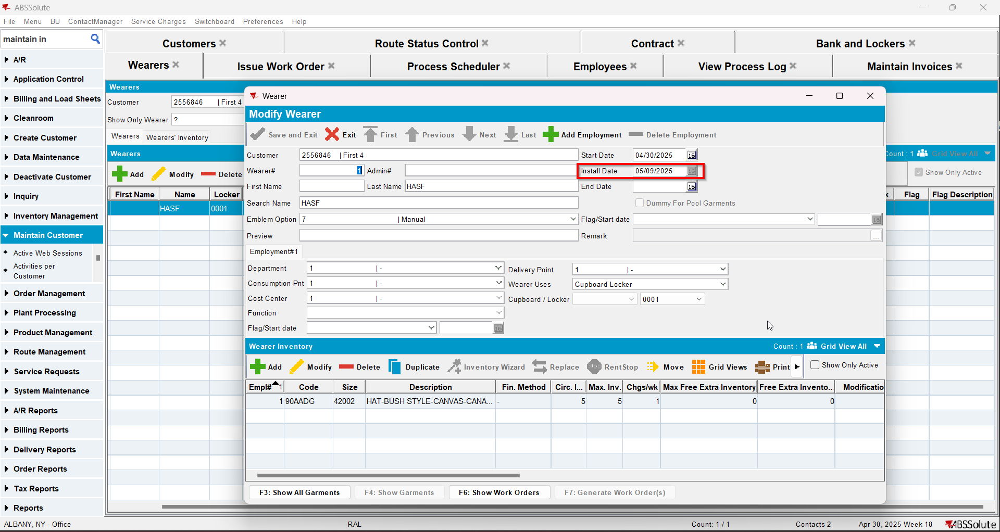 ABSSolute
File Menu BU ContactManager Service Charges Switchboard Preferences Help
maintain in
Customers
Route Status Control
Contract
Bank and Lockers
Wearers
Issue Work Order
Process Scheduler
Employees
View Process Log
Maintain Invoices
A/R
Application Control
Billing and Load Sheets
Cleanroom
Create Customer
Data Maintenance
Deactivate Customer
Inquiry
Inventory Management
Maintain Customer
Active Web Sessions
Activities per
Customer
Order Management
Plant Processing
Product Management
Route Management
Service Requests
System Maintenance
A/R Reports
Billing Reports
Delivery Reports
Order Reports
Tax Reports
Reports
Wearers
Customer 2556846 | First 4
Show Only Wearer ?
Wearers Wearers' Inventory
Wearers
Count : 1 Grid View All
Add Modify Delete
Show Only Active
First Name Name Locker
Flag Flag Description
HASF 0001
Wearer
Modify Wearer
Save and Exit Exit First Previous Next Last Add Employment Delete Employment
Customer 2556846 | First 4 Start Date 04/30/2025 16
Wearer# 1 Admin# Install Date 05/09/2025 16
First Name Last Name HASF End Date 16
Search Name HASF Dummy For Pool Garments
Emblem Option 7 | Manual Flag/Start date 16
Preview Remark ...
Employment#1
Department 1 | - Delivery Point 1 | -
Consumption Pnt 1 | - Wearer Uses Cupboard Locker
Cost Center 1 | - Cupboard / Locker 0001
Function
Flag/Start date 16
Wearer Inventory Count : 1 Grid View All
Add Modify Delete Duplicate Inventory Wizard Replace RentStop Move Grid Views Print Show Only Active
Empl# 1 Code Size Description Fin. Method Circ. I... Max. Inv. Chgs/wk Max Free Extra Inventory Free Extra Invento... Modificatio
1 90AADG 42002 HAT-BUSH STYLE-CANVAS-CANA... - 5 5 1 0 0
F3: Show All Garments F4: Show Garments F6: Show Work Orders F7: Generate Work Order(s)
ALBANY, NY - Office RAL Count: 1 / 1 Contacts 2 Apr 30, 2025 Week 18 ABSSolute